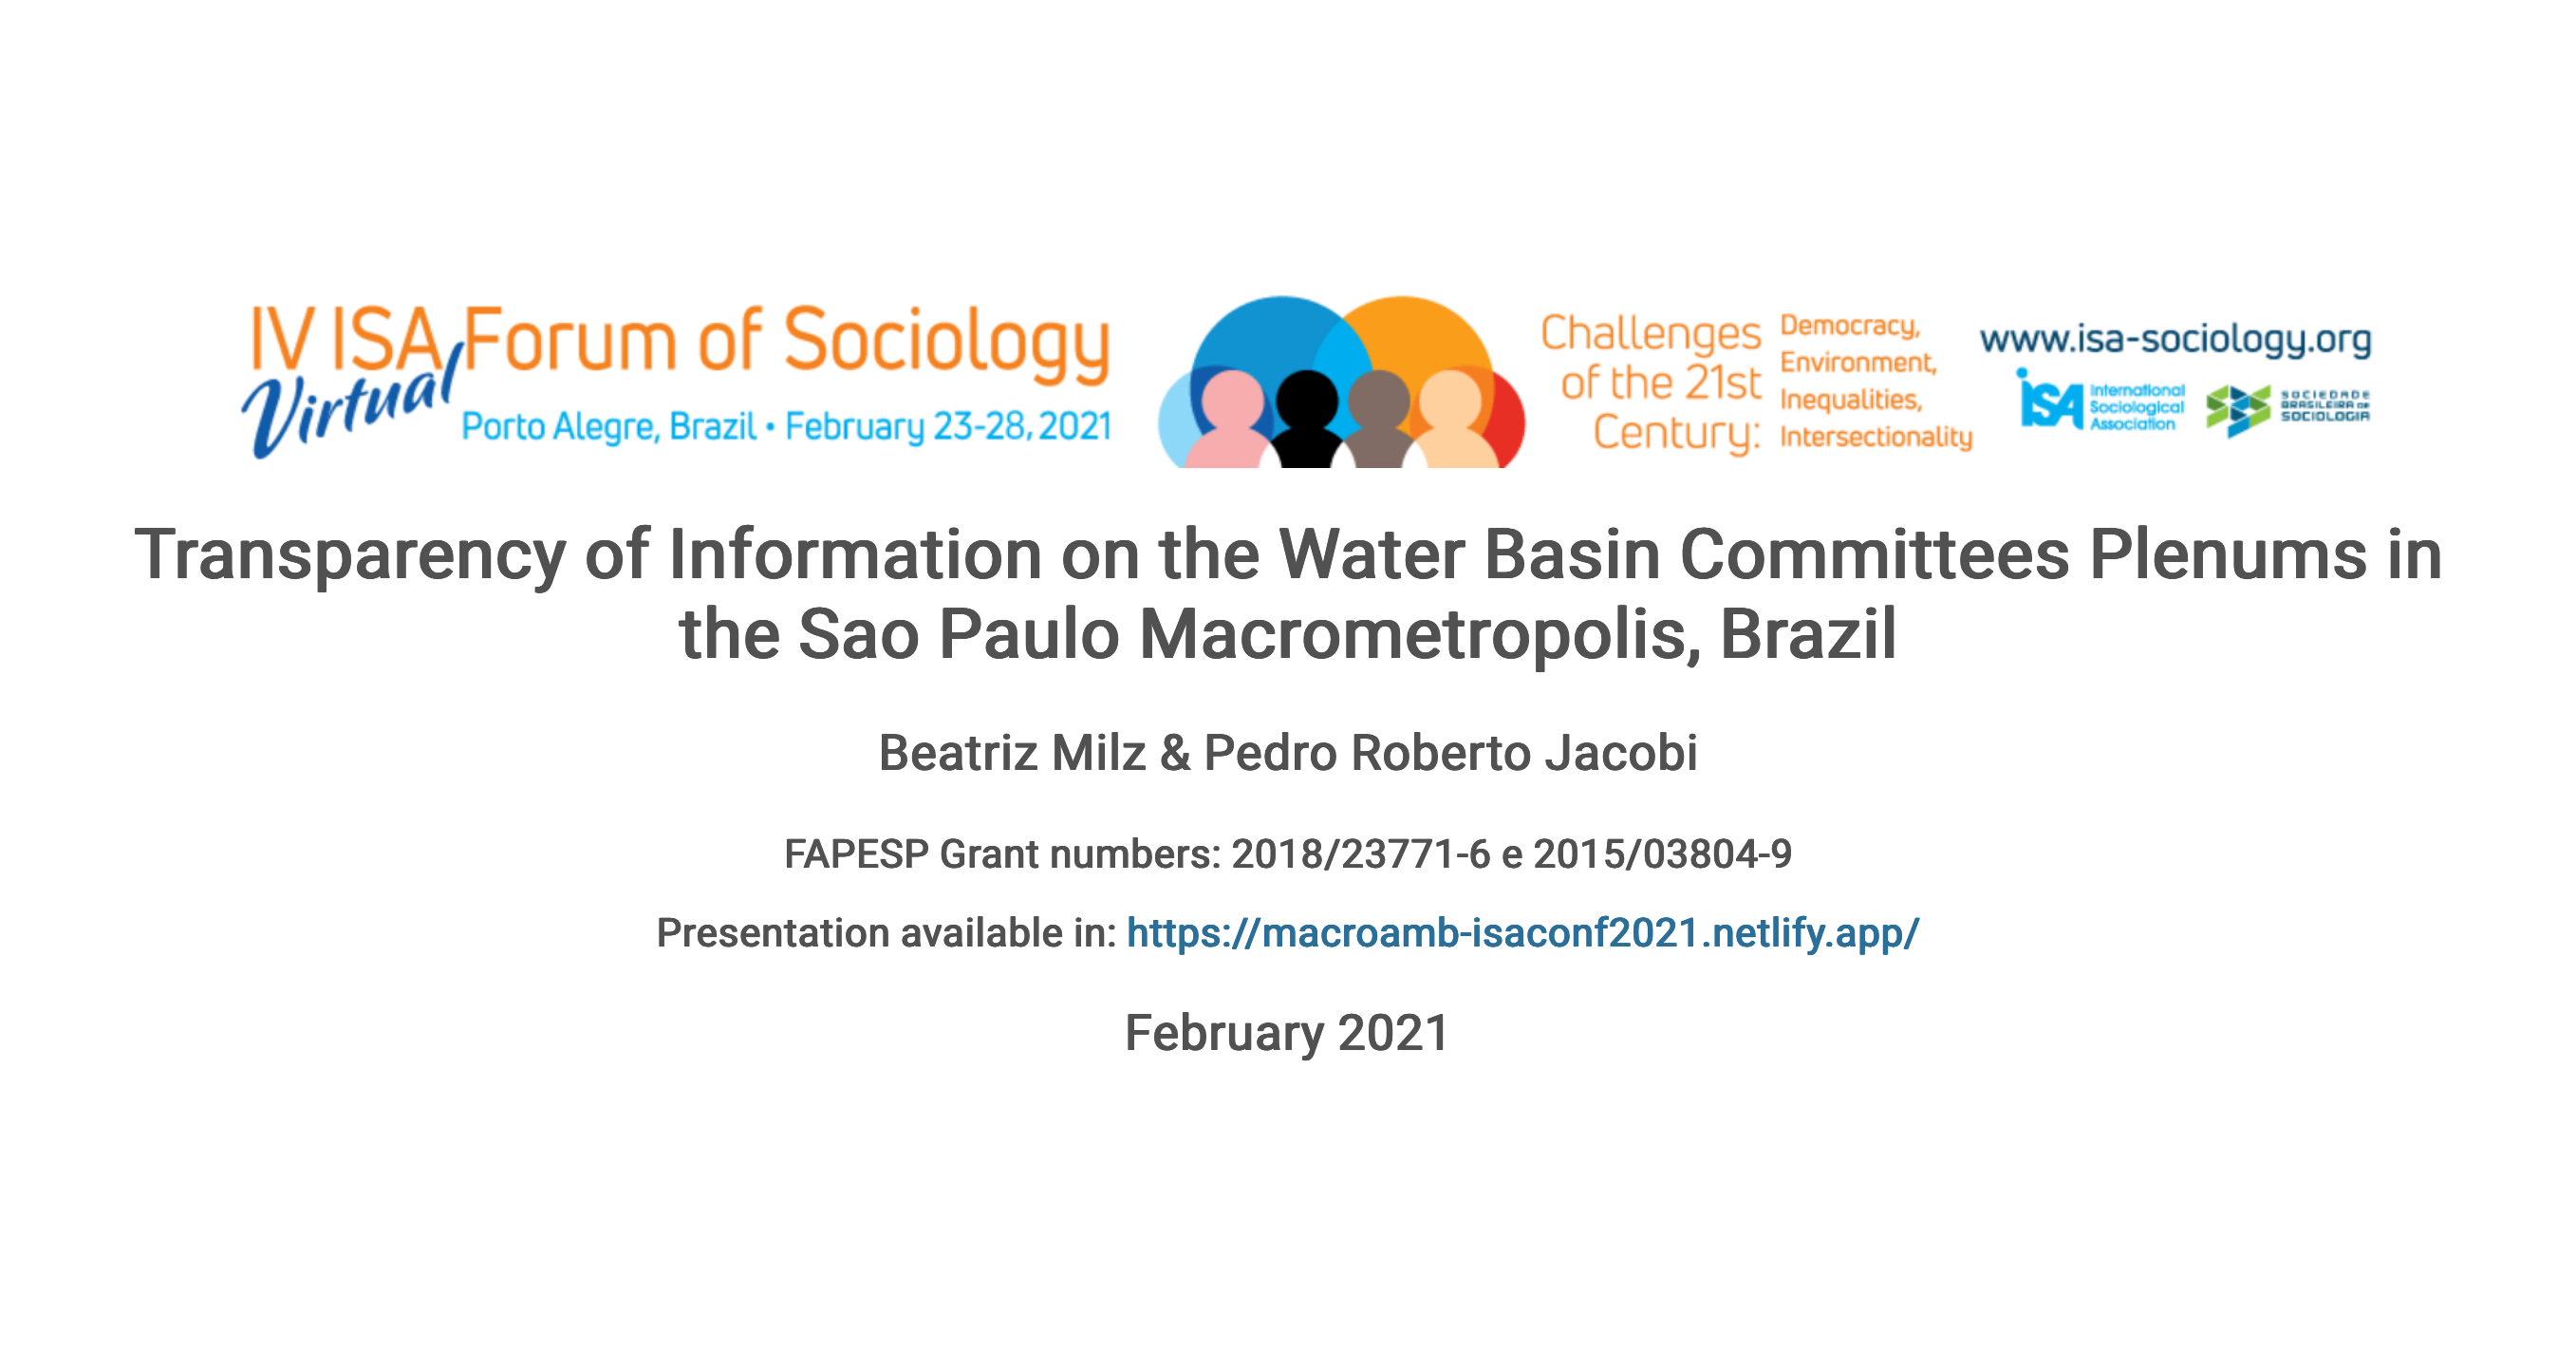 IV ISA Forum of Sociology
Virtual
Porto Alegre, Brazil • February 23-28, 2021
Challenges
of the 21st
Century:
Democracy,
Environment,
Inequalities,
Intersectionality
www.isa-sociology.org
isa International
Sociological
Association
SOCIEDADE
BRASILEIRA DE
SOCIOLOGIA
Transparency of Information on the Water Basin Committees Plenums in
the Sao Paulo Macrometropolis, Brazil
Beatriz Milz & Pedro Roberto Jacobi
FAPESP Grant numbers: 2018/23771-6 e 2015/03804-9
Presentation available in: https://macroamb-isaconf2021.netlify.app/
February 2021